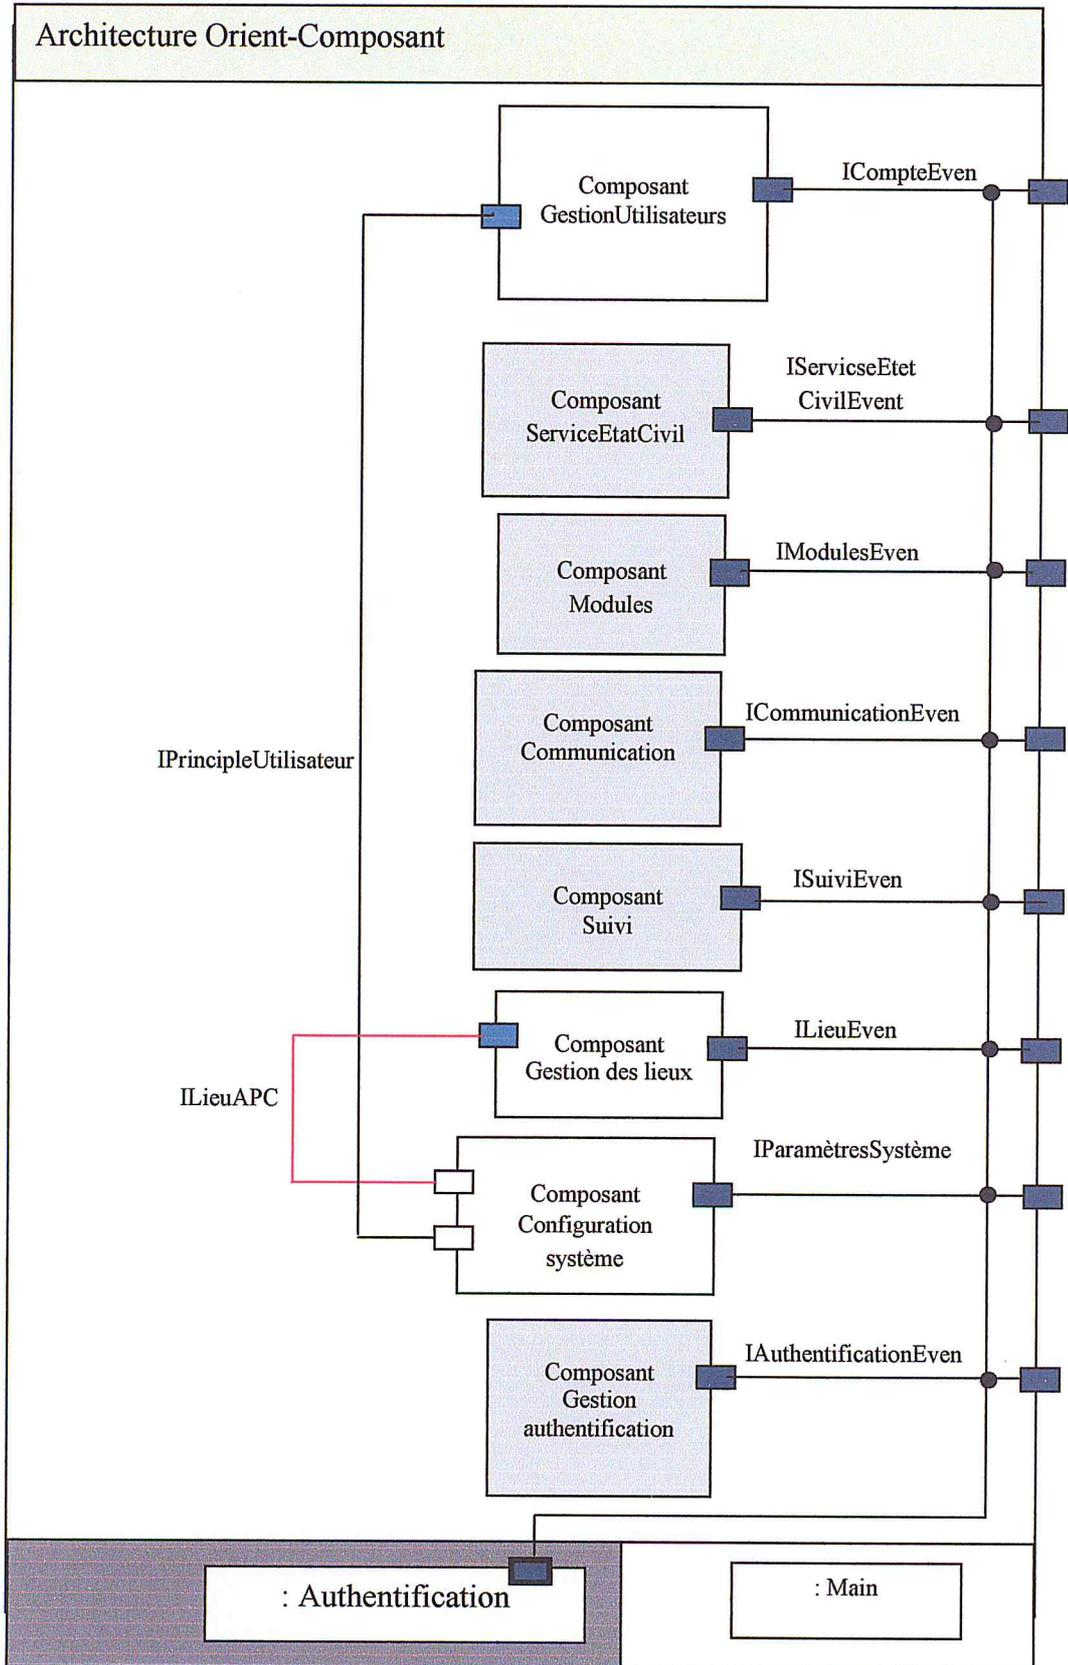 Architecture Orient-Composant
Composant
GestionUtilisateurs
ICompteEven
Composant
ServiceEtatCivil
IServicseEtet
CivilEvent
Composant
Modules
IModulesEven
Composant
Communication
ICommunicationEven
IPrincipleUtilisateur
Composant
Suivi
ISuiviEven
Composant
Gestion des lieux
ILieuEven
ILieuAPC
Composant
Configuration
système
IParamètresSystème
Composant
Gestion
authentification
IAuthentificationEven
: Authentification
: Main